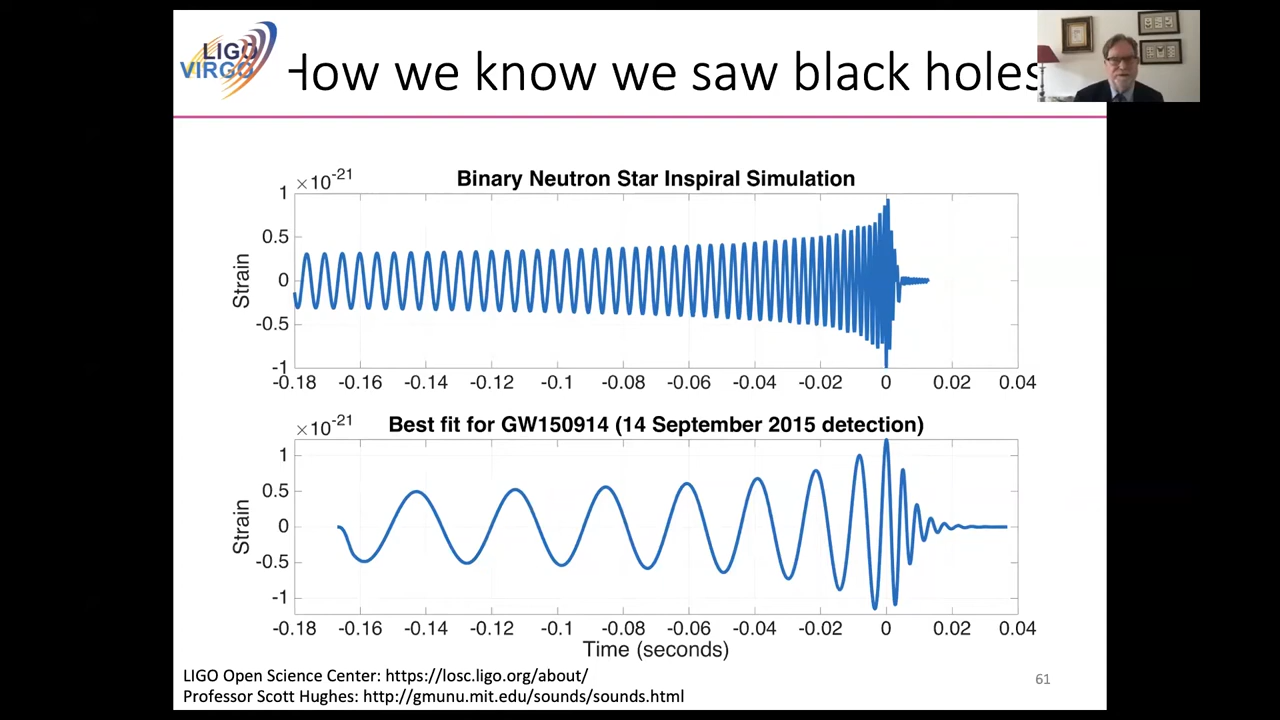 LIGO
VIRGO
How we know we saw black holes
×10-21
Binary Neutron Star Inspiral Simulation
1
0.5
0
-0.5
-1
Strain
-0.18 -0.16 -0.14 -0.12 -0.1 -0.08 -0.06 -0.04 -0.02 0 0.02 0.04
×10-21
Best fit for GW150914 (14 September 2015 detection)
1
0.5
0
-0.5
-1
Strain
-0.18 -0.16 -0.14 -0.12 -0.1 -0.08 -0.06 -0.04 -0.02 0 0.02 0.04
Time (seconds)
LIGO Open Science Center: https://losc.ligo.org/about/
Professor Scott Hughes: http://gmunu.mit.edu/sounds/sounds.html
61